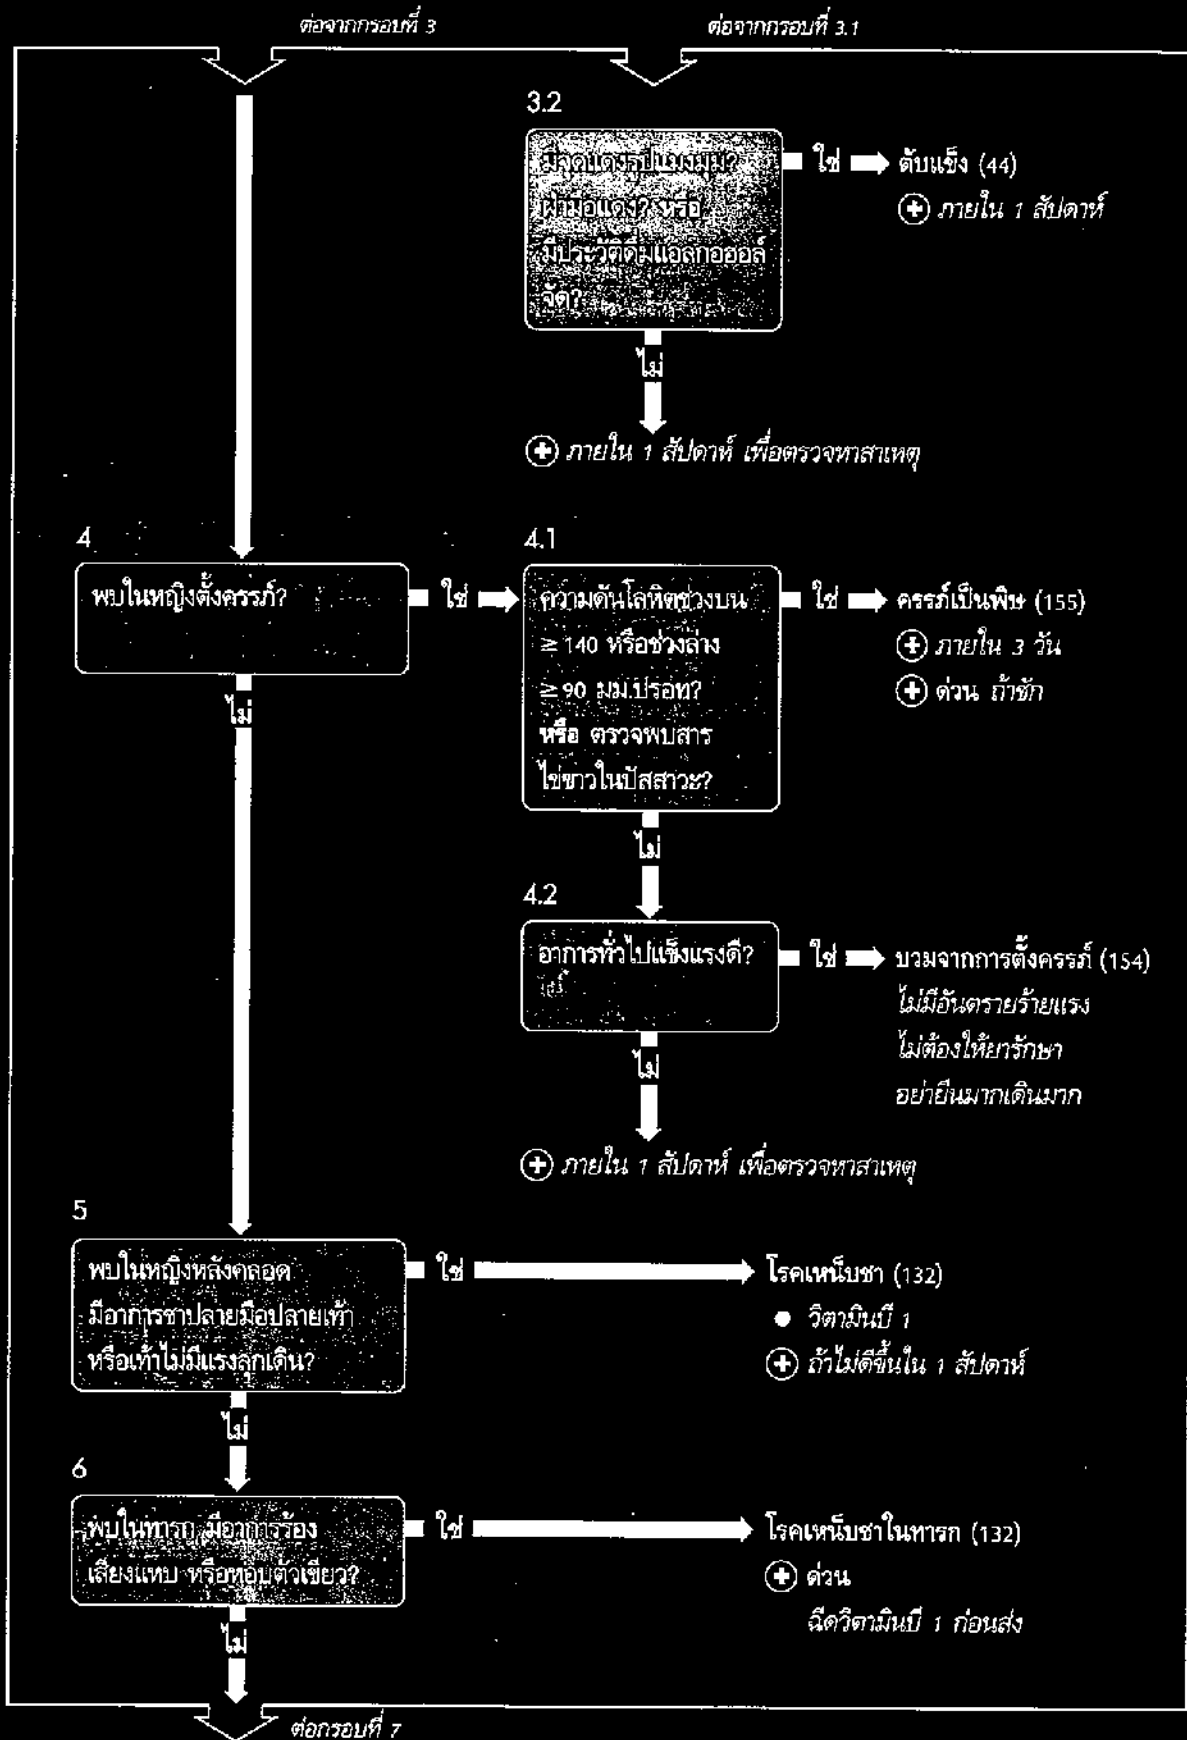 ต่อจากกรอบที่ 3
ต่อจากกรอบที่ 3.1
3.2
มีจุดแดงรูปแมงมุม?
ฝ่ามือแดง? หรือ
มีประวัติดื่มแอลกอฮอล์
จัด?
ใช่
ตับแข็ง (44)
ภายใน 1 สัปดาห์
ไม่
ภายใน 1 สัปดาห์ เพื่อตรวจหาสาเหตุ
4
พบในหญิงตั้งครรภ์?
ใช่
4.1
ความดันโลหิตช่วงบน
≥ 140 หรือช่วงล่าง
≥ 90 มม.ปรอท?
หรือ ตรวจพบสาร
ไข่ขาวในปัสสาวะ?
ใช่
ครรภ์เป็นพิษ (155)
ภายใน 3 วัน
ด่วน ถ้าชัก
ไม่
ไม่
4.2
อาการทั่วไปแข็งแรงดี?
ใช่
บวมจากการตั้งครรภ์ (154)
ไม่มีอันตรายร้ายแรง
ไม่ต้องให้ยารักษา
อย่ายืนมากเดินมาก
ไม่
ภายใน 1 สัปดาห์ เพื่อตรวจหาสาเหตุ
5
พบในหญิงหลังคลอด
มีอาการชาปลายมือปลายเท้า
หรือเท้าไม่มีแรงลุกเดิน?
ใช่
โรคเหน็บชา (132)
วิตามินบี 1
ถ้าไม่ดีขึ้นใน 1 สัปดาห์
ไม่
6
พบในทารก มีอาการร้อง
เสียงแหบ หรือหอบตัวเขียว?
ใช่
โรคเหน็บชาในทารก (132)
ด่วน
ฉีดวิตามินบี 1 ก่อนส่ง
ไม่
ต่อกรอบที่ 7